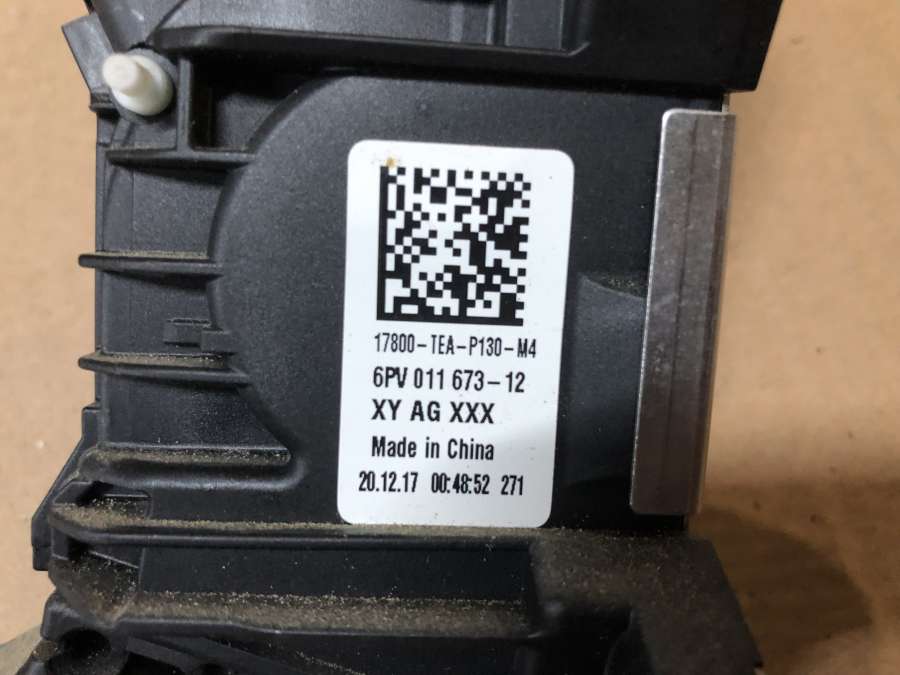 17800-TEA-P130-M4
6PV 011 673-12
XY AG XXX
Made in China
20.12.17 00:48:52 271